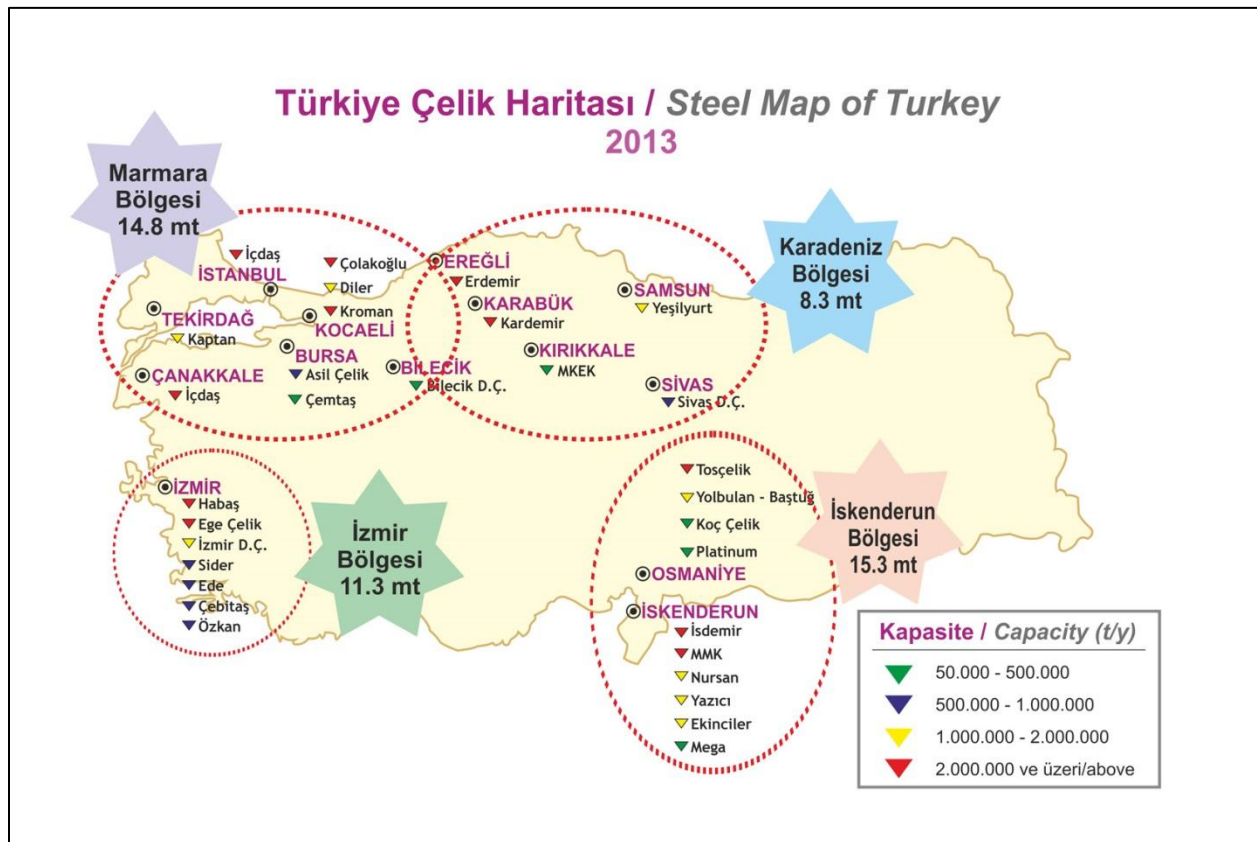 Türkiye Çelik Haritası / Steel Map of Turkey
2013
Marmara
Bölgesi
14.8 mt
Karadeniz
Bölgesi
8.3 mt
İçdaş
İSTANBUL
Çolakoğlu
Diler
Kroman
KOCAELİ
TEKİRDAĞ
Kaptan
BURSA
Asil Çelik
Çemtaş
BİLECİK
Bilecik D.Ç.
ÇANAKKALE
İçdaş
EREĞLİ
Erdemir
KARABÜK
Kardemir
SAMSUN
Yeşilyurt
KIRIKKALE
MKEK
SİVAS
Sivas D.Ç.
İZMİR
Habaş
Ege Çelik
İzmir D.Ç.
Sider
Ede
Çebitaş
Özkan
İzmir
Bölgesi
11.3 mt
Tosçelik
Yolbulan - Baştuğ
Koç Çelik
Platinum
OSMANİYE
İSKENDERUN
İsdemir
MMK
Nursan
Yazıcı
Ekinciler
Mega
İskenderun
Bölgesi
15.3 mt
Kapasite / Capacity (t/y)
50.000 - 500.000
500.000 - 1.000.000
1.000.000 - 2.000.000
2.000.000 ve üzeri/above